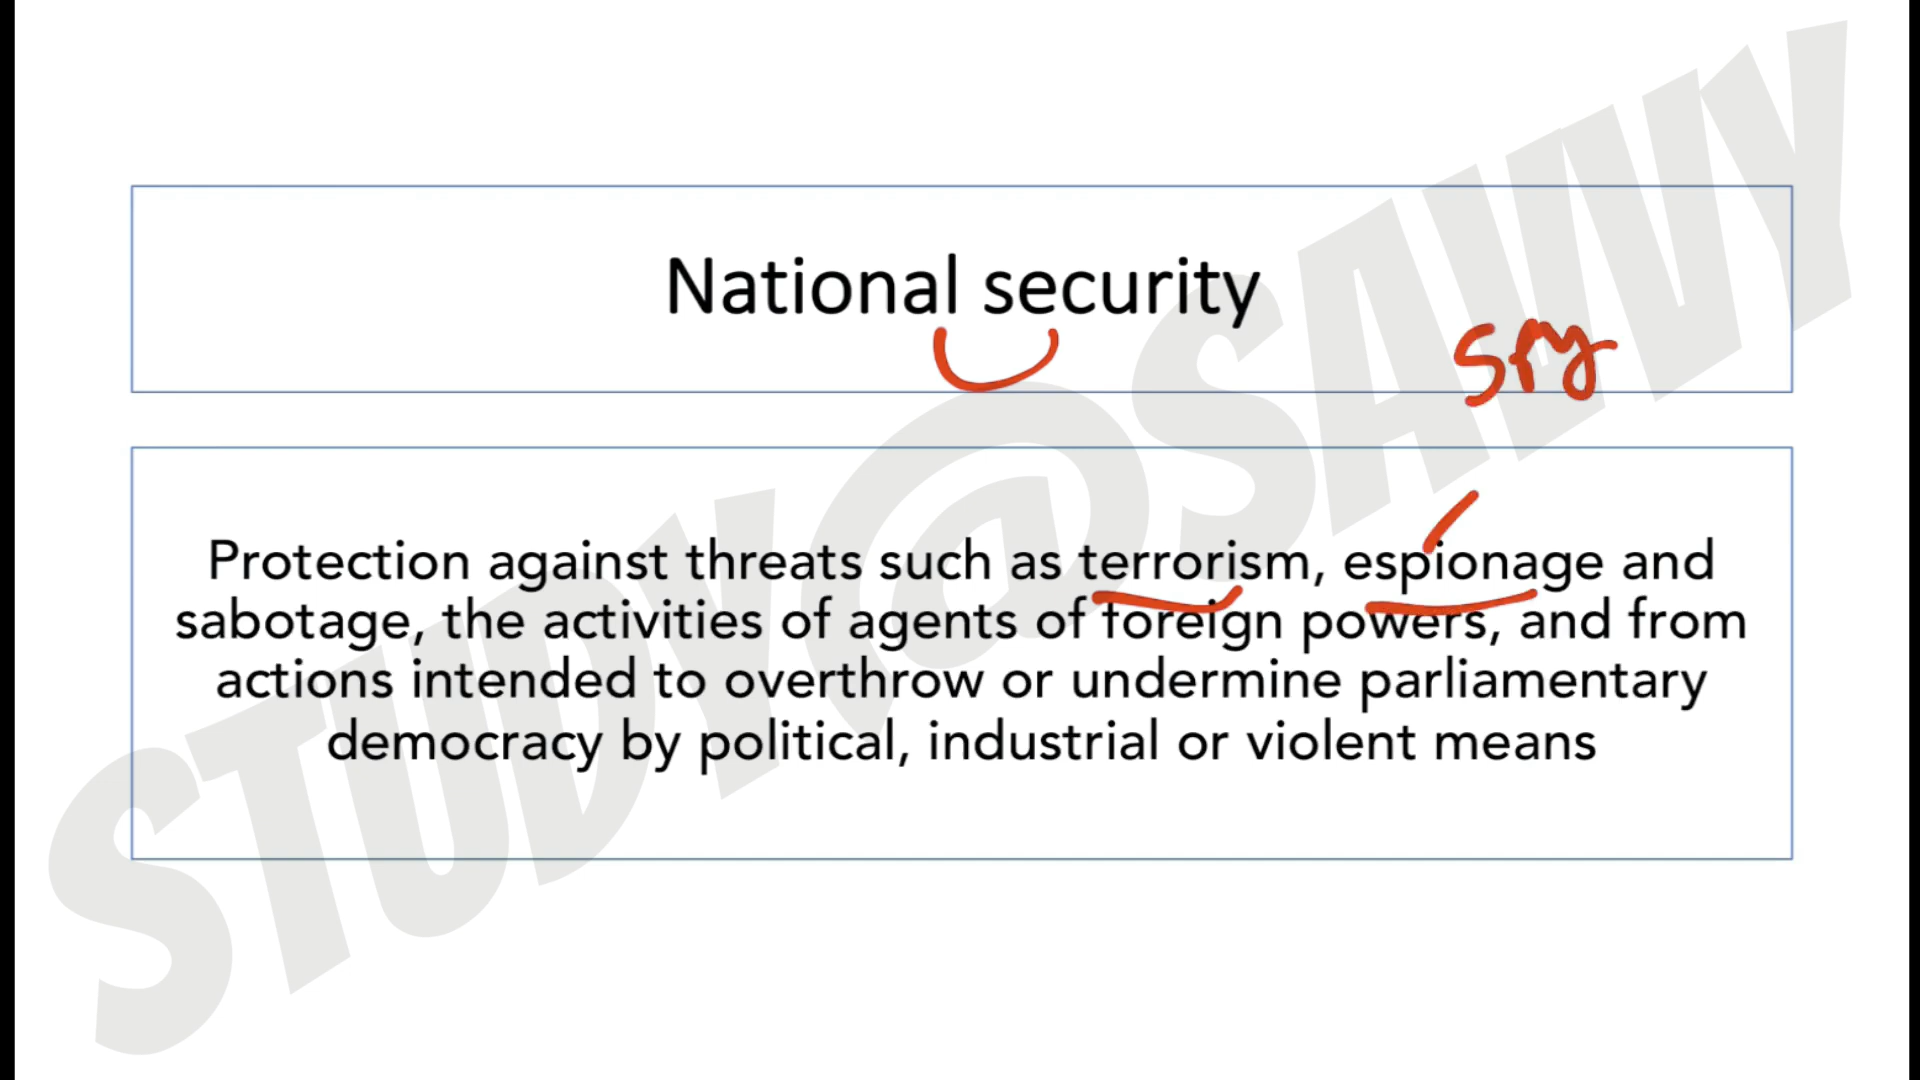 National security
spy
Protection against threats such as terrorism, espionage and
sabotage, the activities of agents of foreign powers, and from
actions intended to overthrow or undermine parliamentary
democracy by political, industrial or violent means
STUDY@SAVVY